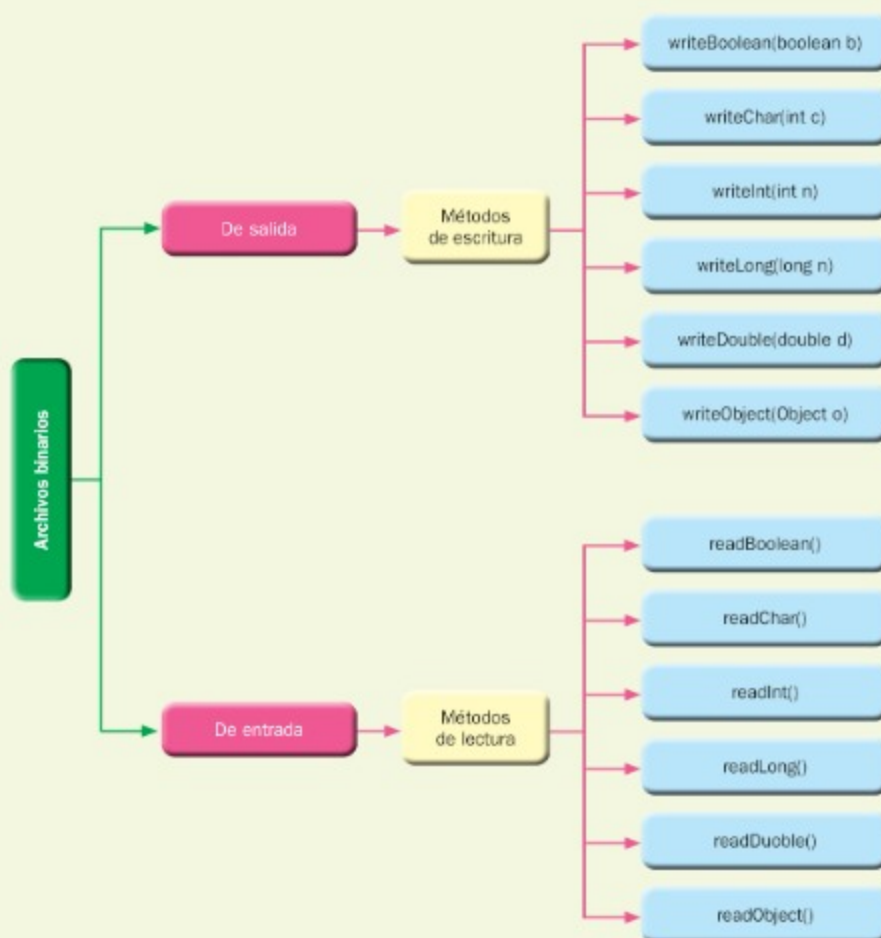 Archivos binarios
De salida
Métodos
de escritura
writeBoolean(boolean b)
writeChar(int c)
writeInt(int n)
writeLong(long n)
writeDouble(double d)
writeObject(Object o)
De entrada
Métodos
de lectura
readBoolean()
readChar()
readInt()
readLong()
readDuoble()
readObject()